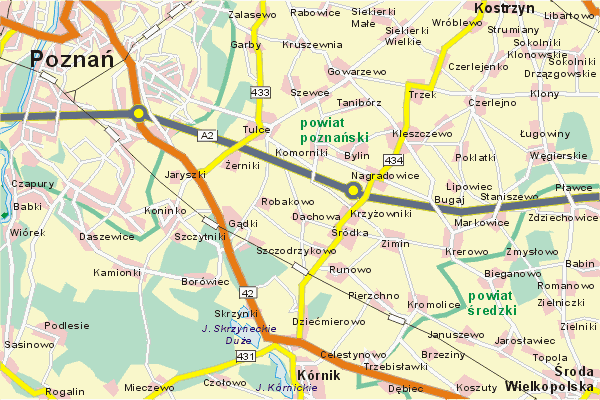 Kostrzyn
Zalasewo
Rabowice
Siekierki
Małe
Wróblewo
Libartowo
Strumiany
Garby
Kruszewnia
Siekierki
Wielkie
Sokolniki
Klonowskie
Poznań
Gowarzewo
Czerlejenko
Sokolniki
Drzązgowskie
433
Szewce
Trzek
Klony
Tanibórz
Czerlejno
A2
Tulce
powiat
poznański
Kleszczewo
Ługowiny
Komorniki
Bylin
434
Poklatki
Węgierskie
Żerniki
Jaryszki
Nagradowice
Czapury
Lipowiec
Pławce
Babki
Robakowo
Bugaj
Staniszewo
Koninko
Dachowa
Krzyżowniki
Zdziechowice
Wiórek
Gądki
Markowice
Daszewice
Szczytniki
Śródka
Zimin
Szczodrzykowo
Krerowo
Żmysłowo
Kamionki
Runowo
Bieganowo
Babin
Borówiec
Romanowo
42
Pierzchno
powiat
średzki
Kromolice
Zielniczki
Skrzynki
Dziećmierowo
Podlesie
J. Skrzyneckie
Duże
Januszewo
Zielniki
Sasinowo
Jarosławiec
431
Celestynowo
Brzeziny
Topola
Trzebisławki
Kórnik
Środa
Wielkopolska
Rogalin
Mieczewo
Czołowo
J. Kórnickie
Dębiec
Koszuty